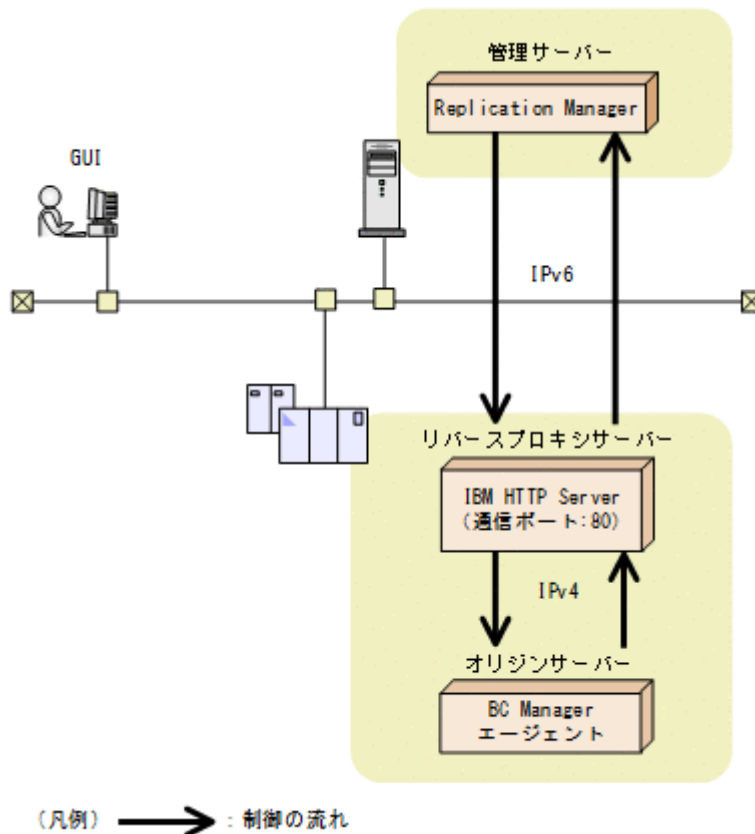 管理サーバー
Replication Manager
GUI
IPv6
リバースプロキシサーバー
IBM HTTP Server
(通信ポート:80)
IPv4
オリジンサーバー
BC Manager
エージェント
(凡例) :制御の流れ